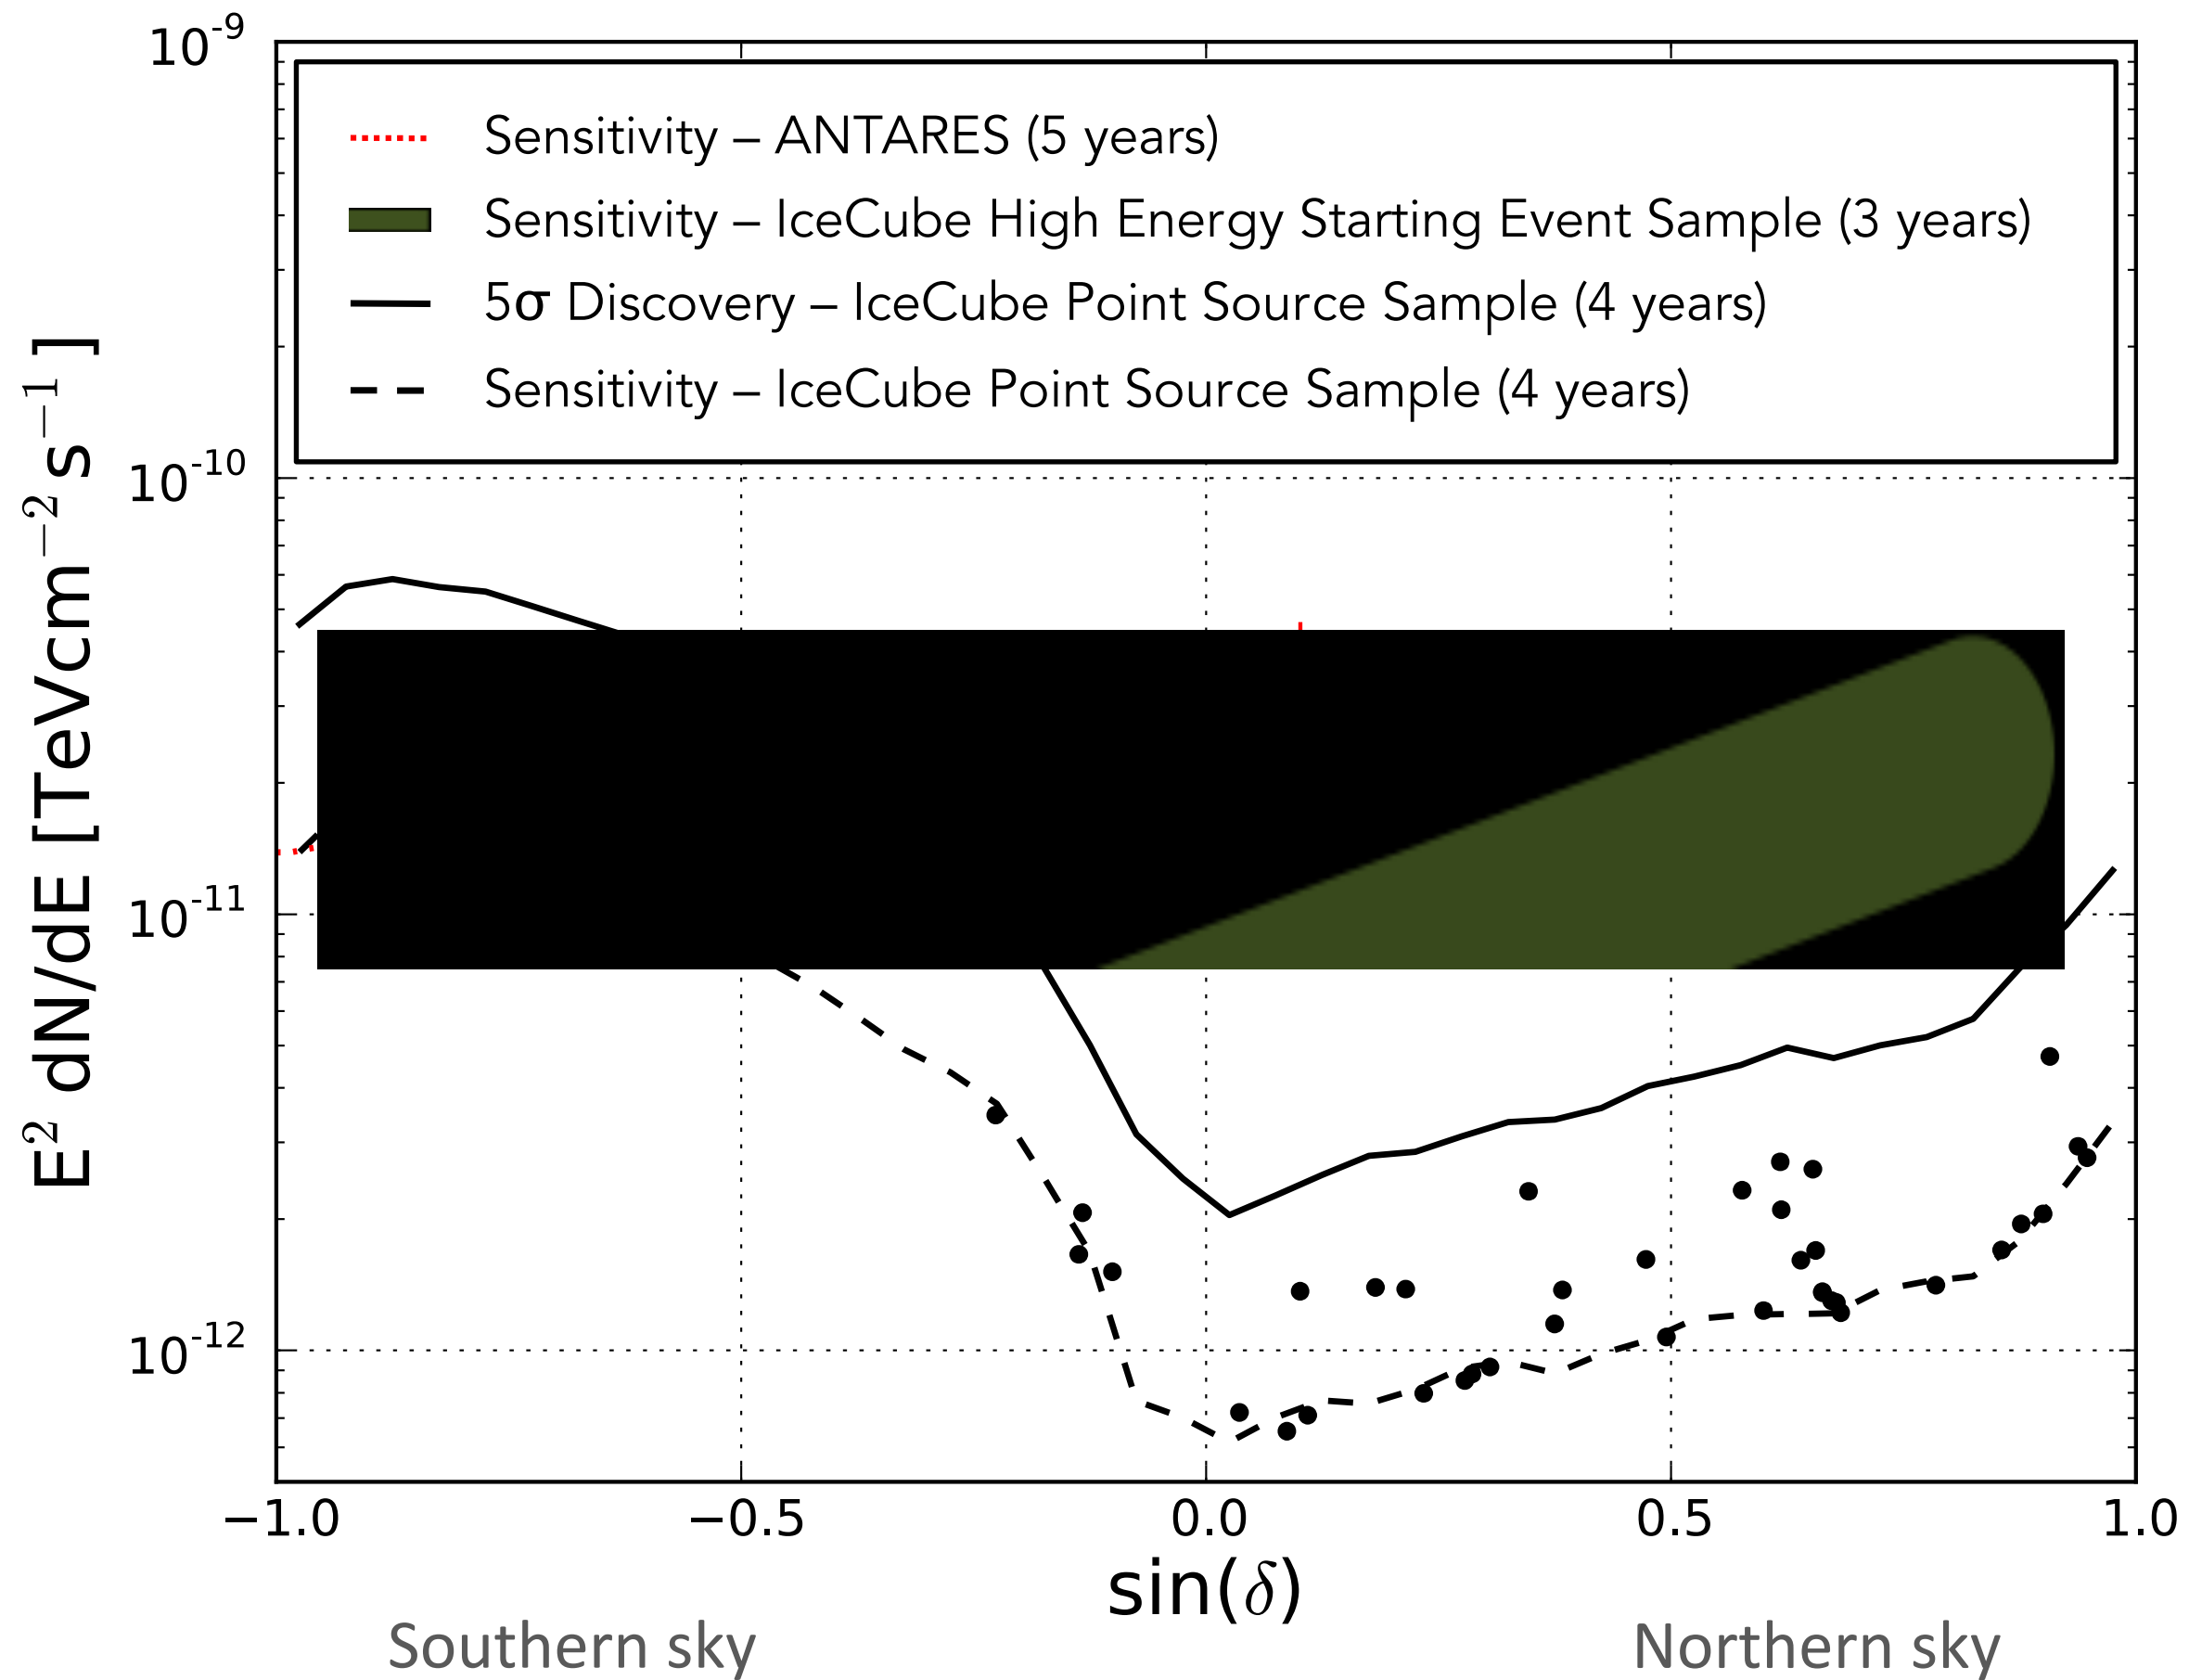 10⁻⁹
Sensitivity – ANTARES (5 years)
Sensitivity – IceCube High Energy Starting Event Sample (3 years)
5σ Discovery – IceCube Point Source Sample (4 years)
Sensitivity – IceCube Point Source Sample (4 years)
10⁻¹⁰
10⁻¹¹
10⁻¹²
E² dN/dE [TeVcm⁻²s⁻¹]
−1.0 −0.5 0.0 0.5 1.0
sin(δ)
Southern sky Northern sky